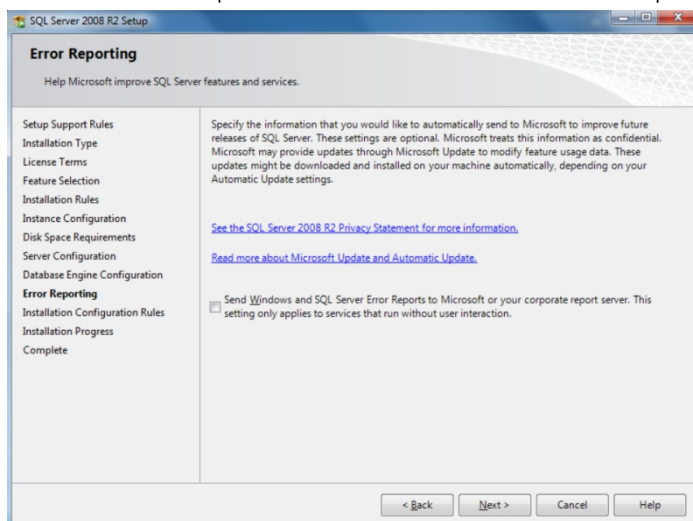 SQL Server 2008 R2 Setup
Error Reporting
Help Microsoft improve SQL Server features and services.
Setup Support Rules
Installation Type
License Terms
Feature Selection
Installation Rules
Instance Configuration
Disk Space Requirements
Server Configuration
Database Engine Configuration
Error Reporting
Installation Configuration Rules
Installation Progress
Complete
Specify the information that you would like to automatically send to Microsoft to improve future
releases of SQL Server. These settings are optional. Microsoft treats this information as confidential.
Microsoft may provide updates through Microsoft Update to modify feature usage data. These
updates might be downloaded and installed on your machine automatically, depending on your
Automatic Update settings.
See the SQL Server 2008 R2 Privacy Statement for more information.
Read more about Microsoft Update and Automatic Update.
Send Windows and SQL Server Error Reports to Microsoft or your corporate report server. This
setting only applies to services that run without user interaction.
< Back
Next >
Cancel
Help